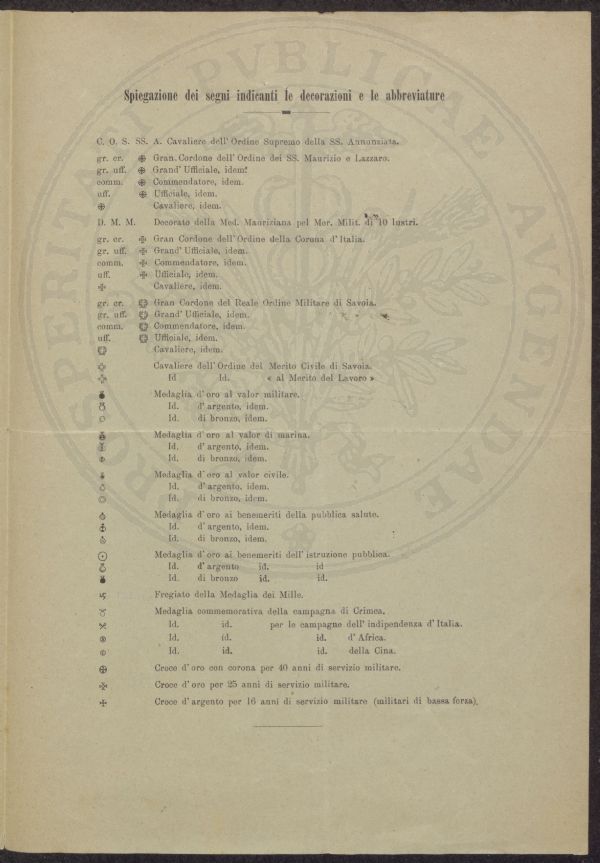 PROSPERITATI PVBLICAE AVGENDAE
Spiegazione dei segni indicanti le decorazioni e le abbreviature
C. O. S. SS. A. Cavaliere dell' Ordine Supremo della SS. Annunziata.
gr. cr. Gran Cordone dell' Ordine dei SS. Maurizio e Lazzaro.
gr. uff. Grand' Ufficiale, idem.
comm. Commendatore, idem.
uff. Ufficiale, idem.
Cavaliere, idem.
D. M. M. Decorato della Med. Mauriziana pel Mer. Milit. di 10 lustri.
gr. cr. Gran Cordone dell' Ordine della Corona d' Italia.
gr. uff. Grand' Ufficiale, idem.
comm. Commendatore, idem.
uff. Ufficiale, idem.
Cavaliere, idem.
gr. cr. Gran Cordone del Reale Ordine Militare di Savoia.
gr. uff. Grand' Ufficiale, idem.
comm. Commendatore, idem.
uff. Ufficiale, idem.
Cavaliere, idem.
Cavaliere dell' Ordine del Merito Civile di Savoia.
Id Id. « al Merito del Lavoro »
Medaglia d' oro al valor militare.
Id. d' argento, idem.
Id. di bronzo, idem.
Medaglia d' oro al valor di marina.
Id. d' argento, idem.
Id. di bronzo, idem.
Medaglia d' oro al valor civile.
Id. d' argento, idem.
Id. di bronzo, idem.
Medaglia d' oro ai benemeriti della pubblica salute.
Id. d' argento, idem.
Id. di bronzo, idem.
Medaglia d' oro ai benemeriti dell' istruzione pubblica.
Id. d' argento id. id
Id. di bronzo id. id.
Fregiato della Medaglia dei Mille.
Medaglia commemorativa della campagna di Crimea.
Id. id. per le campagne dell' indipendenza d' Italia.
Id. id. id. d' Africa.
Id. id. id. della Cina.
Croce d' oro con corona per 40 anni di servizio militare.
Croce d' oro per 25 anni di servizio militare.
Croce d' argento per 16 anni di servizio militare (militari di bassa forza).